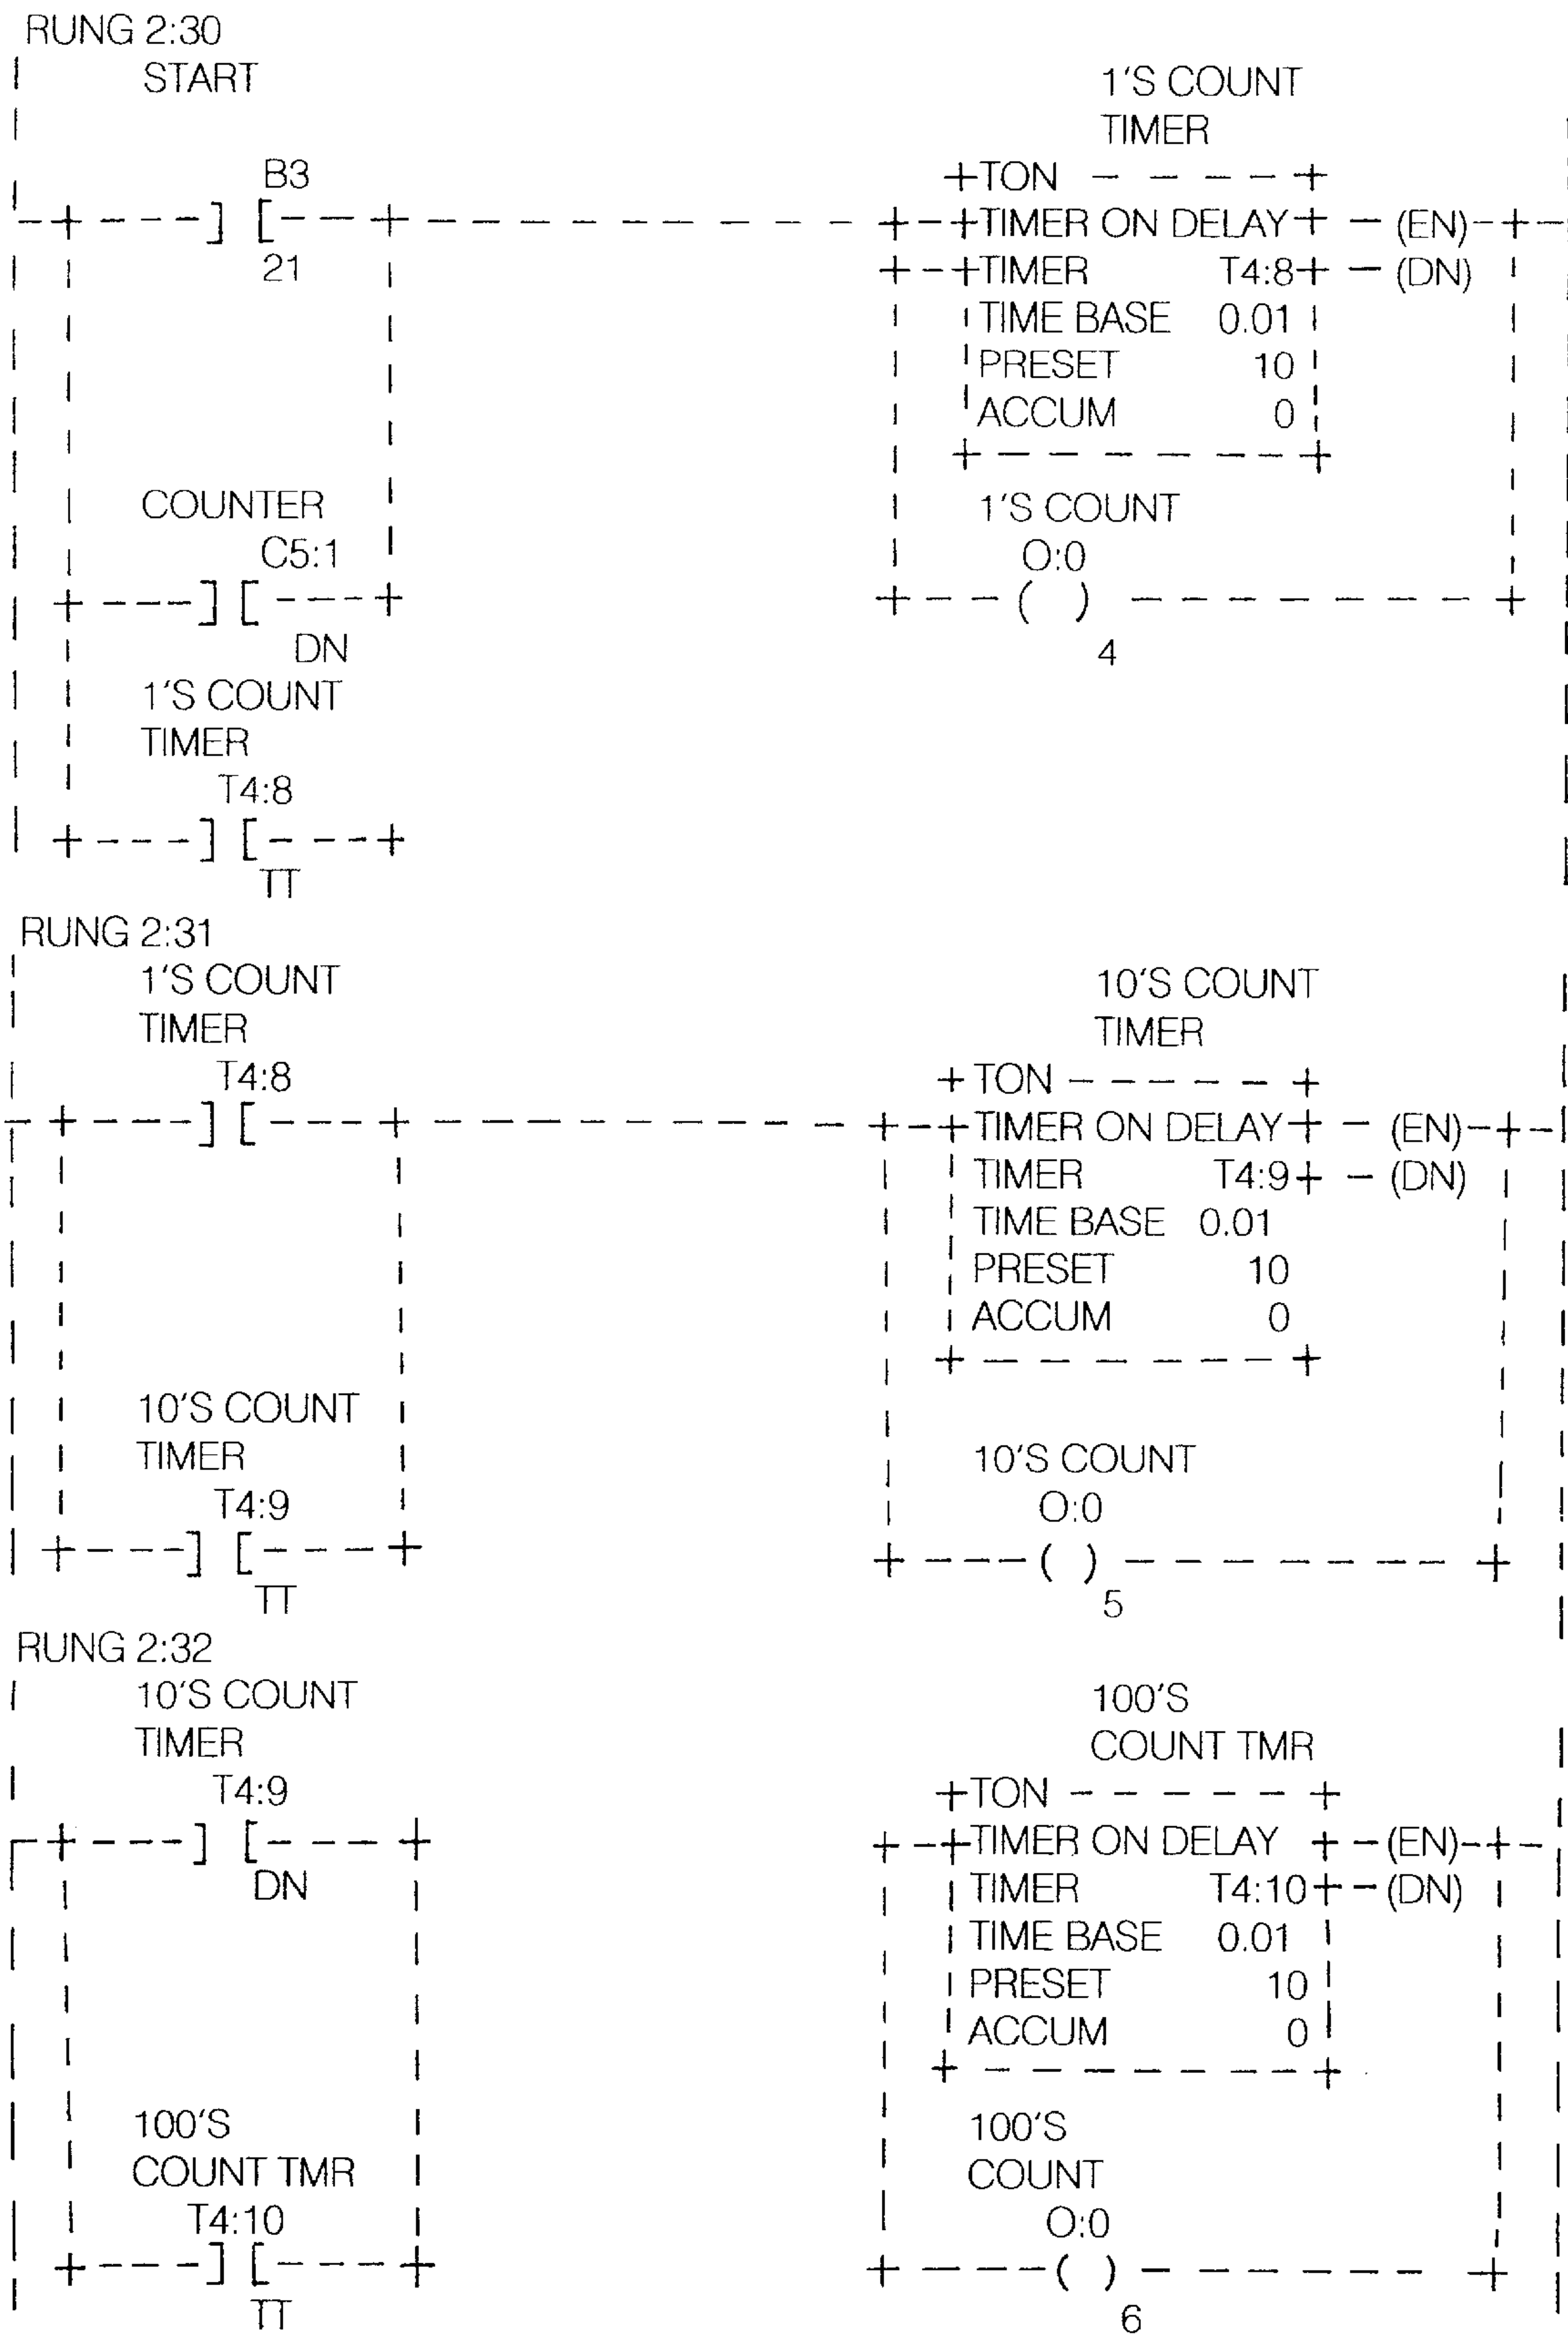 RUNG 2:30
START
1'S COUNT
TIMER
B3
+TON - - - - +
--+----] [----+ - - - - - - - - - +--+TIMER ON DELAY+ - (EN)-+--
21
+--+TIMER T4:8+ - (DN)
TIME BASE 0.01
PRESET 10
ACCUM 0
COUNTER
C5:1
1'S COUNT
O:0
+----] [----+
+---( )--------+
DN
4
1'S COUNT
TIMER
T4:8
+----] [----+
TT
RUNG 2:31
1'S COUNT
TIMER
T4:8
10'S COUNT
TIMER
+TON - - - - - +
--+----] [----+ - - - - - - - - - +--+TIMER ON DELAY+ - (EN)-+--
TIMER T4:9+ - (DN)
TIME BASE 0.01
PRESET 10
ACCUM 0
10'S COUNT
TIMER
T4:9
10'S COUNT
O:0
+----] [----+
+----( )--------+
TT
5
RUNG 2:32
10'S COUNT
TIMER
T4:9
100'S
COUNT TMR
+TON - - - - - +
--+----] [----+
+--+TIMER ON DELAY +-(EN)-+--
DN
TIMER T4:10+-(DN)
TIME BASE 0.01
PRESET 10
ACCUM 0
100'S
COUNT TMR
T4:10
100'S
COUNT
O:0
+----] [----+
+----( )--------+
TT
6